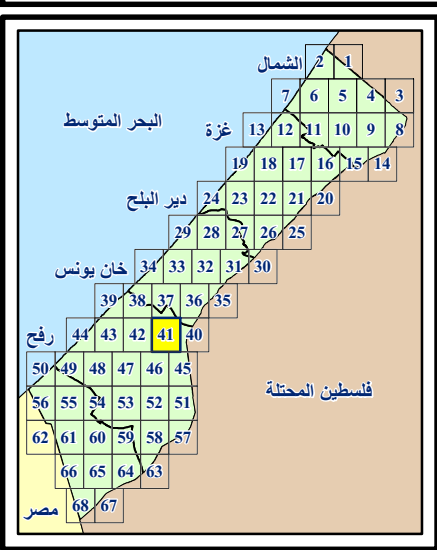 الشمال 2 1
7 6 5 4 3
البحر المتوسط
غزة 13 12 11 10 9 8
19 18 17 16 15 14
دير البلح 24 23 22 21 20
29 28 27 26 25
خان يونس 34 33 32 31 30
39 38 37 36 35
رفح 44 43 42 41 40
50 49 48 47 46 45
فلسطين المحتلة
56 55 54 53 52 51
62 61 60 59 58 57
66 65 64 63
مصر 68 67